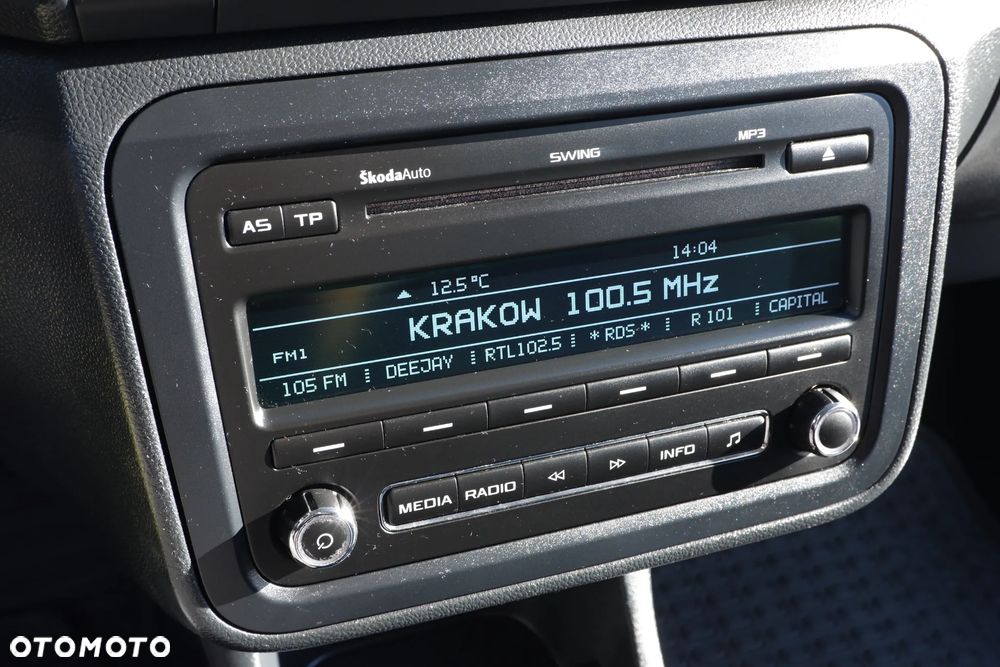 ŠkodaAuto
SWING
MP3
AS TP
12.5°C 14:04
KRAKOW 100.5 MHz
FM1
105 FM DEEJAY RTL102.5 *RDS* R 101 CAPITAL
MEDIA RADIO INFO
OTOMOTO